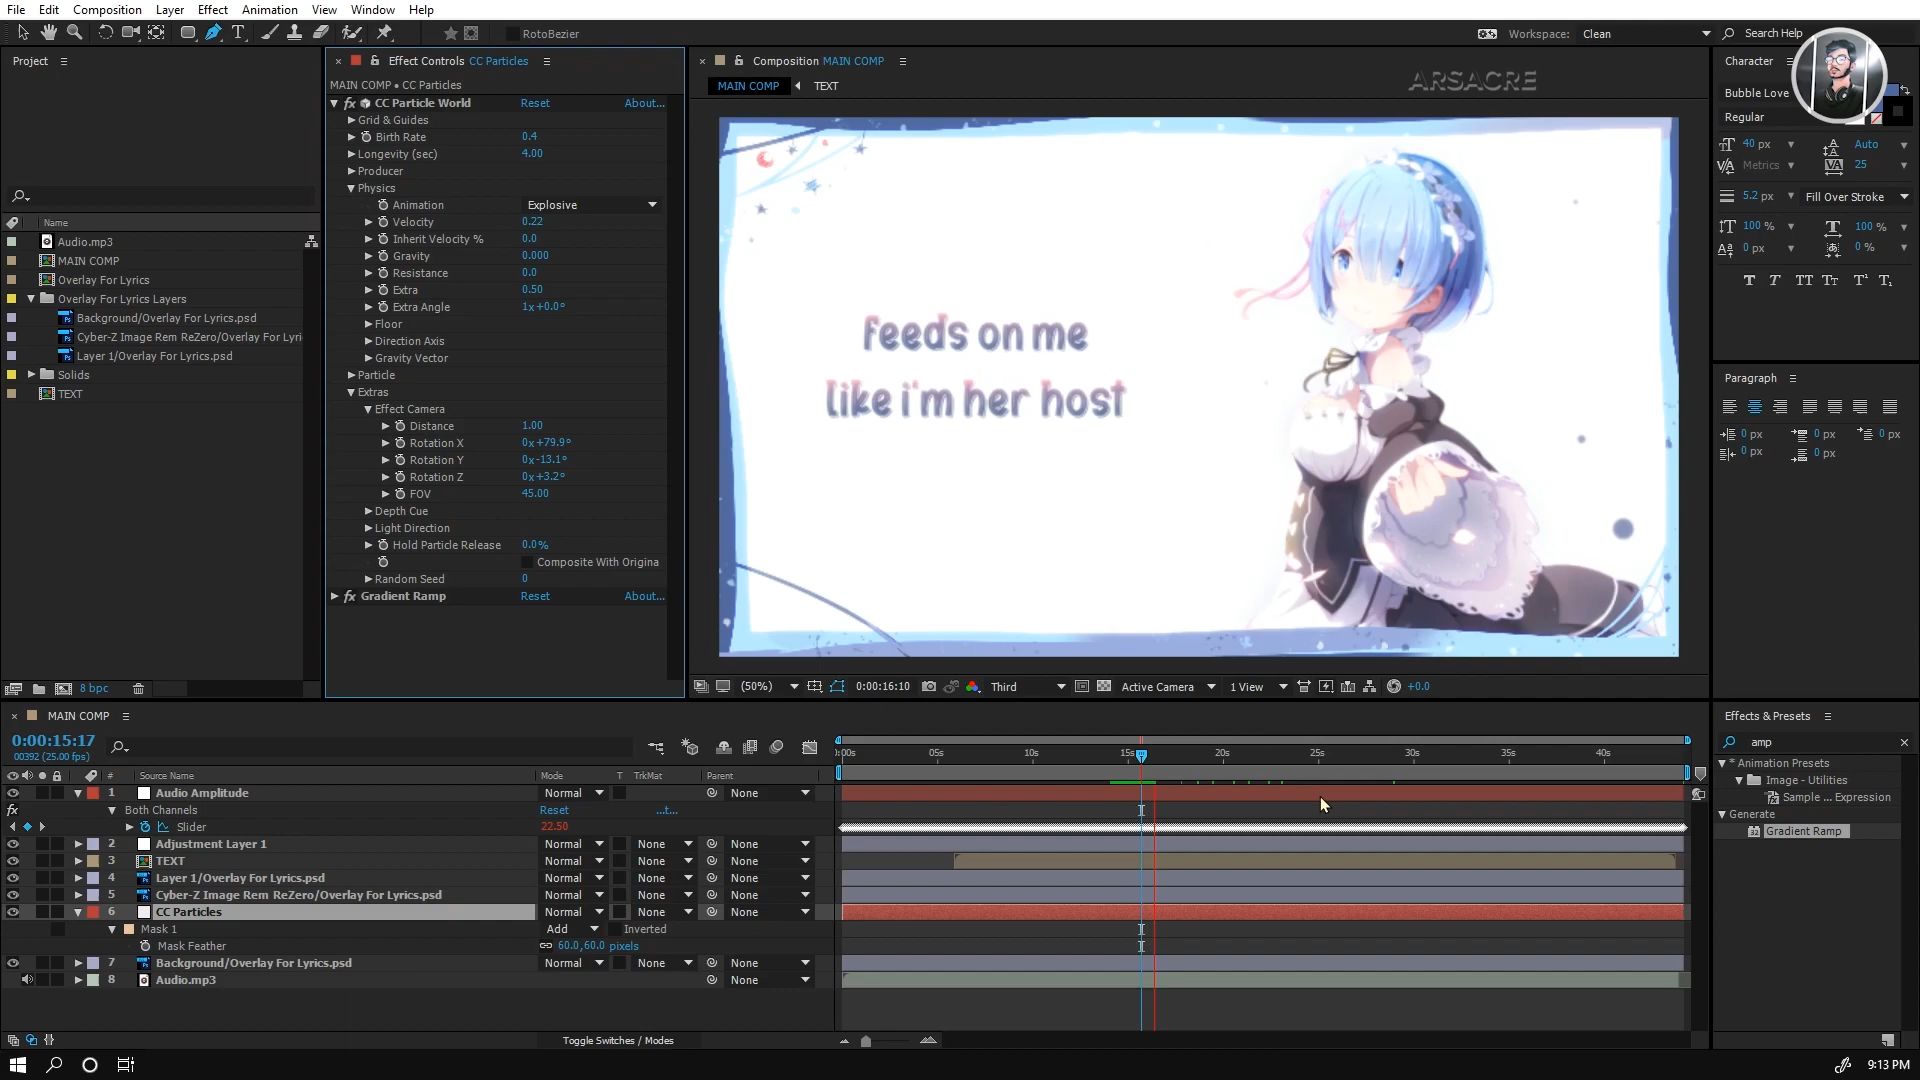 File Edit Composition Layer Effect Animation View Window Help
RotoBezier
Workspace: Clean
Search Help
Project
Name
Audio.mp3
MAIN COMP
Overlay For Lyrics
Overlay For Lyrics Layers
Background/Overlay For Lyrics.psd
Cyber-Z Image Rem ReZero/Overlay For Lyri
Layer 1/Overlay For Lyrics.psd
Solids
TEXT
8 bpc
Effect Controls CC Particles
MAIN COMP • CC Particles
fx CC Particle World Reset About...
Grid & Guides
Birth Rate 0.4
Longevity (sec) 4.00
Producer
Physics
Animation Explosive
Velocity 0.22
Inherit Velocity % 0.0
Gravity 0.000
Resistance 0.0
Extra 0.50
Extra Angle 1x+0.0°
Floor
Direction Axis
Gravity Vector
Particle
Extras
Effect Camera
Distance 1.00
Rotation X 0x+79.9°
Rotation Y 0x-13.1°
Rotation Z 0x+3.2°
FOV 45.00
Depth Cue
Light Direction
Hold Particle Release 0.0%
Composite With Origina
Random Seed 0
fx Gradient Ramp Reset About...
Composition MAIN COMP
MAIN COMP TEXT
ARSACRE
feeds on me
like i'm her host
(50%) 0:00:16:10 Third Active Camera 1 View +0.0
Character
Bubble Love
Regular
40 px Auto
Metrics 25
5.2 px Fill Over Stroke
100 % 100 %
0 px 0 %
T T TT Tt T¹ T₁
Paragraph
0 px 0 px 0 px
0 px 0 px
MAIN COMP
0:00:15:17
00392 (25.00 fps)
# Source Name Mode T TrkMat Parent
:00s 05s 10s 15s 20s 25s 30s 35s 40s
1 Audio Amplitude Normal None
fx Both Channels Reset ...t...
Slider 22.50
2 Adjustment Layer 1 Normal None None
3 TEXT Normal None None
4 Layer 1/Overlay For Lyrics.psd Normal None None
5 Cyber-Z Image Rem ReZero/Overlay For Lyrics.psd Normal None None
6 CC Particles Normal None None
Mask 1 Add Inverted
Mask Feather 60.0,60.0 pixels
7 Background/Overlay For Lyrics.psd Normal None None
8 Audio.mp3 None
Toggle Switches / Modes
Effects & Presets
amp
* Animation Presets
Image - Utilities
Sample ... Expression
Generate
Gradient Ramp
9:13 PM